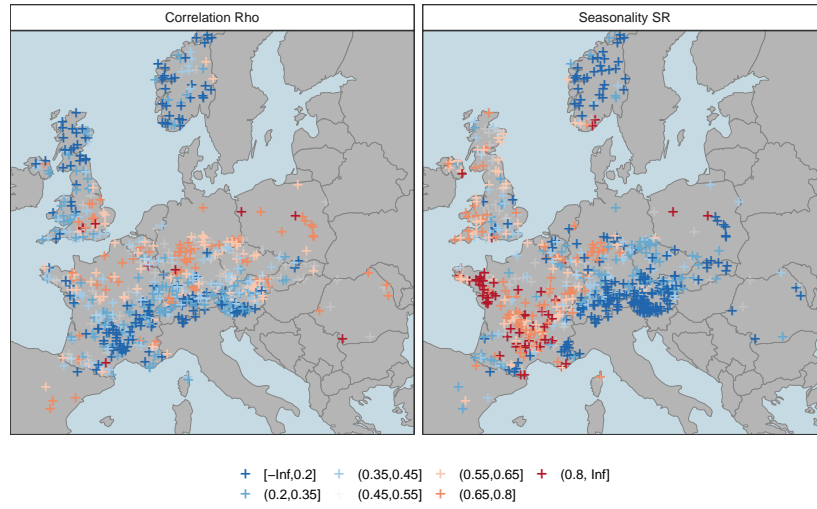 Correlation Rho
Seasonality SR
[−Inf,0.2]
(0.35,0.45]
(0.55,0.65]
(0.8, Inf]
(0.2,0.35]
(0.45,0.55]
(0.65,0.8]